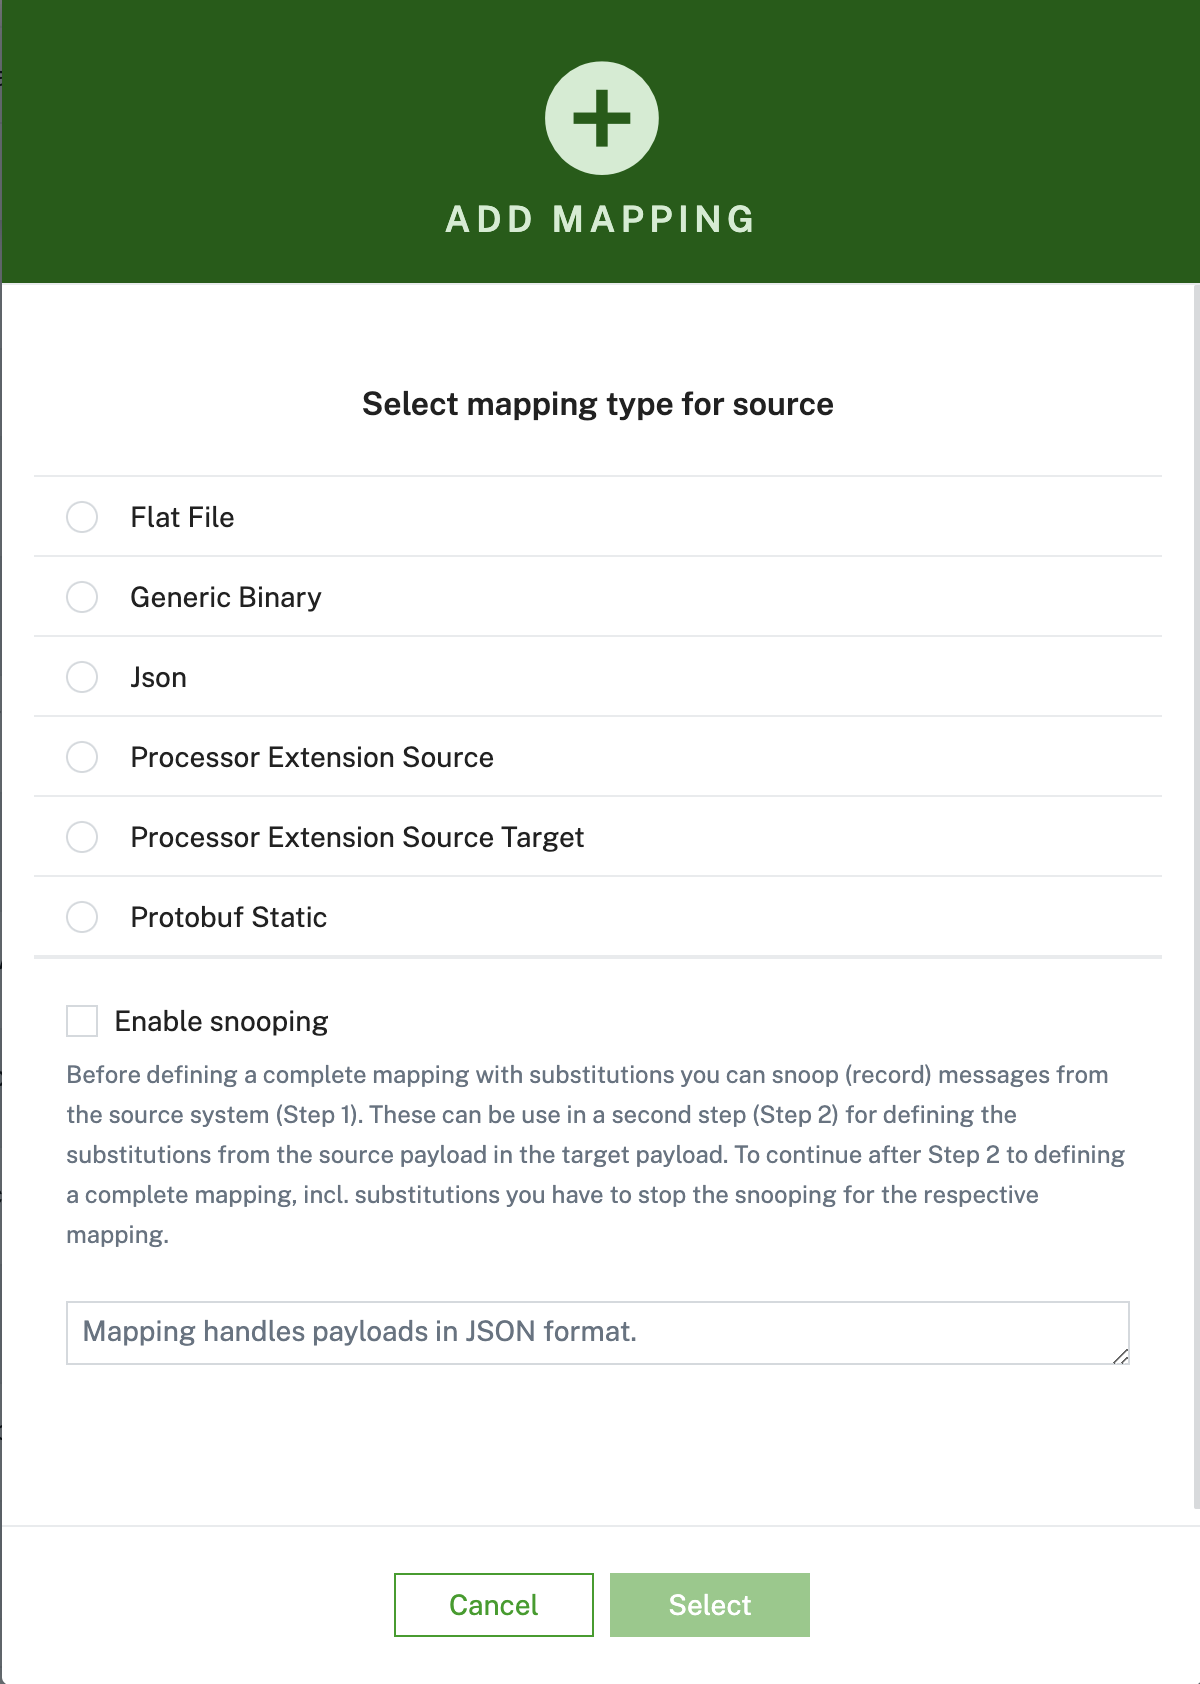 ADD MAPPING
Select mapping type for source
Flat File
Generic Binary
Json
Processor Extension Source
Processor Extension Source Target
Protobuf Static
Enable snooping
Before defining a complete mapping with substitutions you can snoop (record) messages from
the source system (Step 1). These can be use in a second step (Step 2) for defining the
substitutions from the source payload in the target payload. To continue after Step 2 to defining
a complete mapping, incl. substitutions you have to stop the snooping for the respective
mapping.
Mapping handles payloads in JSON format.
Cancel Select